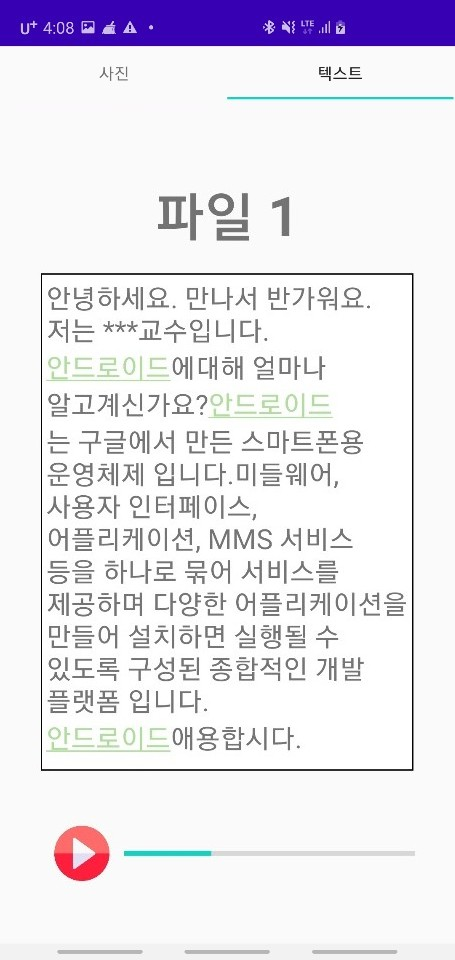 U+ 4:08 LTE
사진 텍스트
파일 1
안녕하세요. 만나서 반가워요.
저는 ***교수입니다.
안드로이드에대해 얼마나
알고계신가요?안드로이드
는 구글에서 만든 스마트폰용
운영체제 입니다.미들웨어,
사용자 인터페이스,
어플리케이션, MMS 서비스
등을 하나로 묶어 서비스를
제공하며 다양한 어플리케이션을
만들어 설치하면 실행될 수
있도록 구성된 종합적인 개발
플랫폼 입니다.
안드로이드애용합시다.